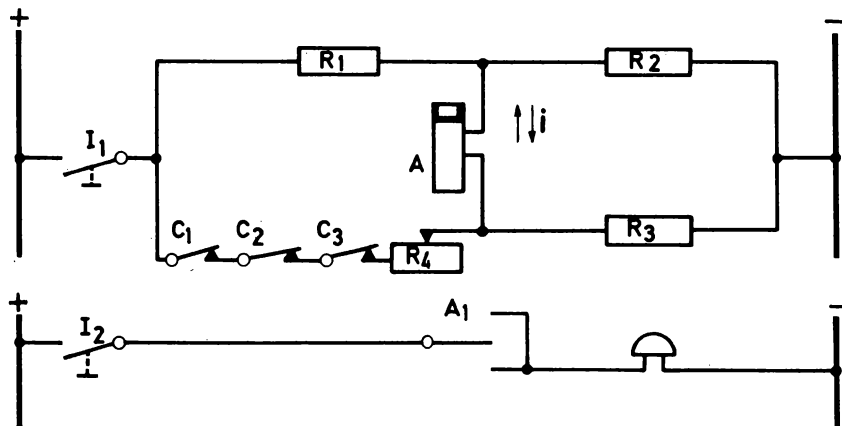 + −
R1 R2
I1 A i
C1 C2 C3 R4 R3
+ A1 −
I2